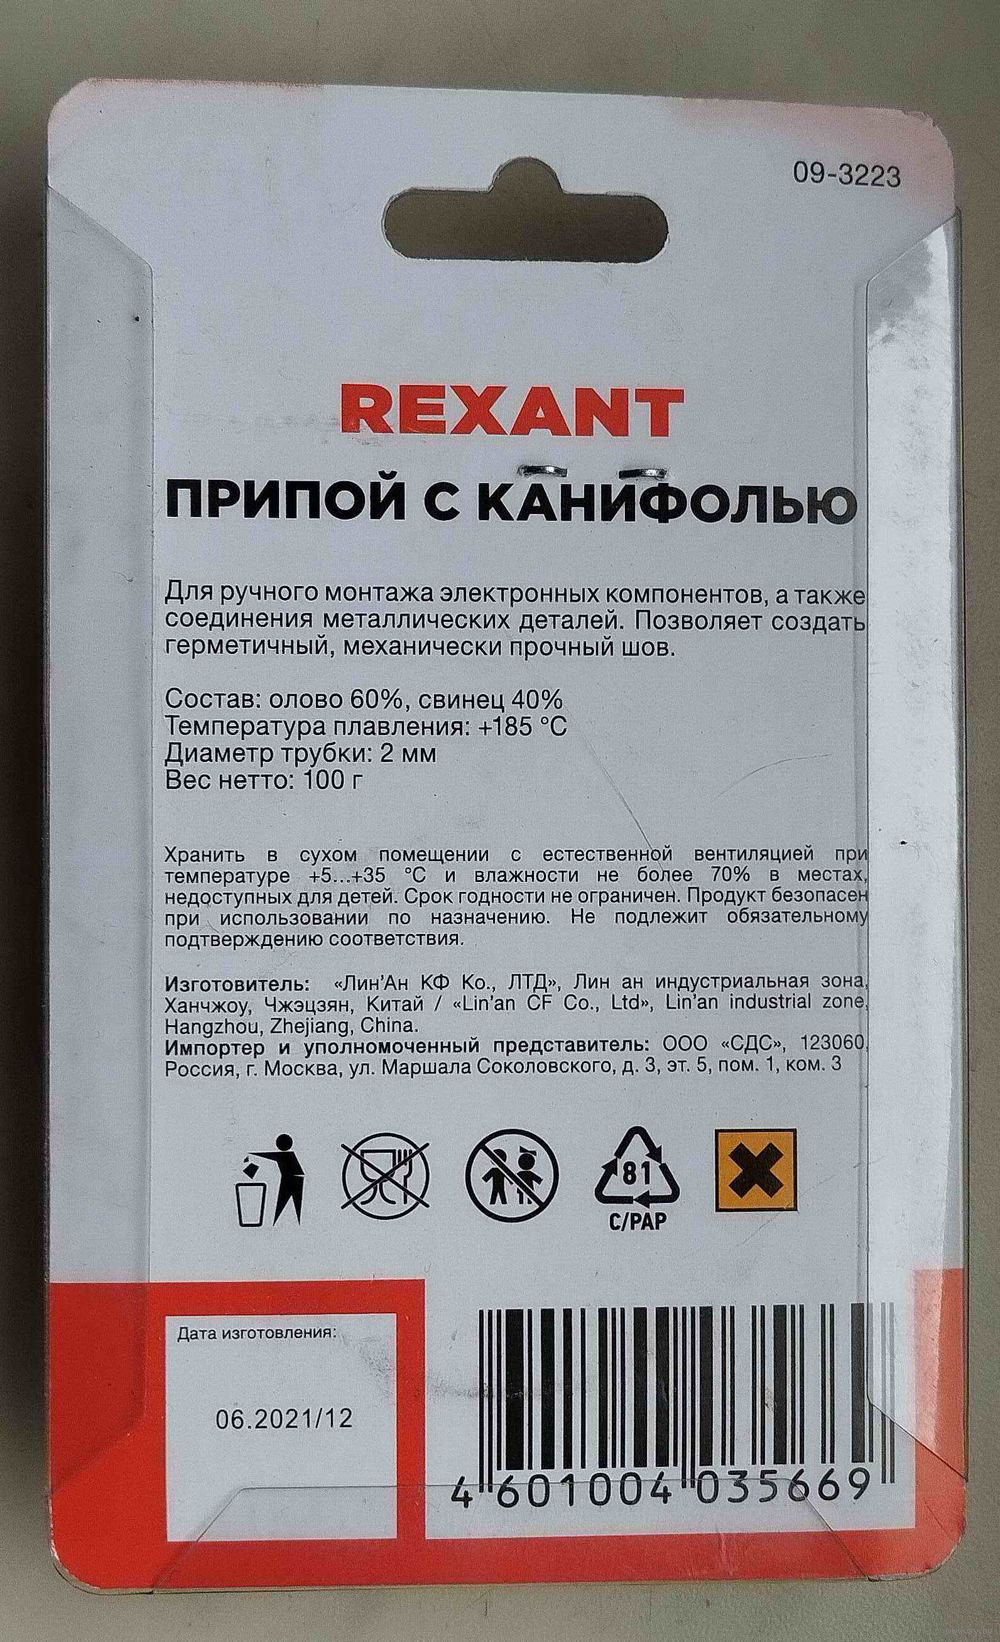 09-3223
REXANT
ПРИПОЙ С КАНИФОЛЬЮ
Для ручного монтажа электронных компонентов, а также
соединения металлических деталей. Позволяет создать
герметичный, механически прочный шов.
Состав: олово 60%, свинец 40%
Температура плавления: +185 °C
Диаметр трубки: 2 мм
Вес нетто: 100 г
Хранить в сухом помещении с естественной вентиляцией при
температуре +5...+35 °C и влажности не более 70% в местах,
недоступных для детей. Срок годности не ограничен. Продукт безопасен
при использовании по назначению. Не подлежит обязательному
подтверждению соответствия.
Изготовитель: «Лин'Ан КФ Ко., ЛТД», Лин ан индустриальная зона,
Ханчжоу, Чжэцзян, Китай / «Lin'an CF Co., Ltd», Lin'an industrial zone,
Hangzhou, Zhejiang, China.
Импортер и уполномоченный представитель: ООО «СДС», 123060,
Россия, г. Москва, ул. Маршала Соколовского, д. 3, эт. 5, пом. 1, ком. 3
81
C/PAP
Дата изготовления:
06.2021/12
4 601004 035669